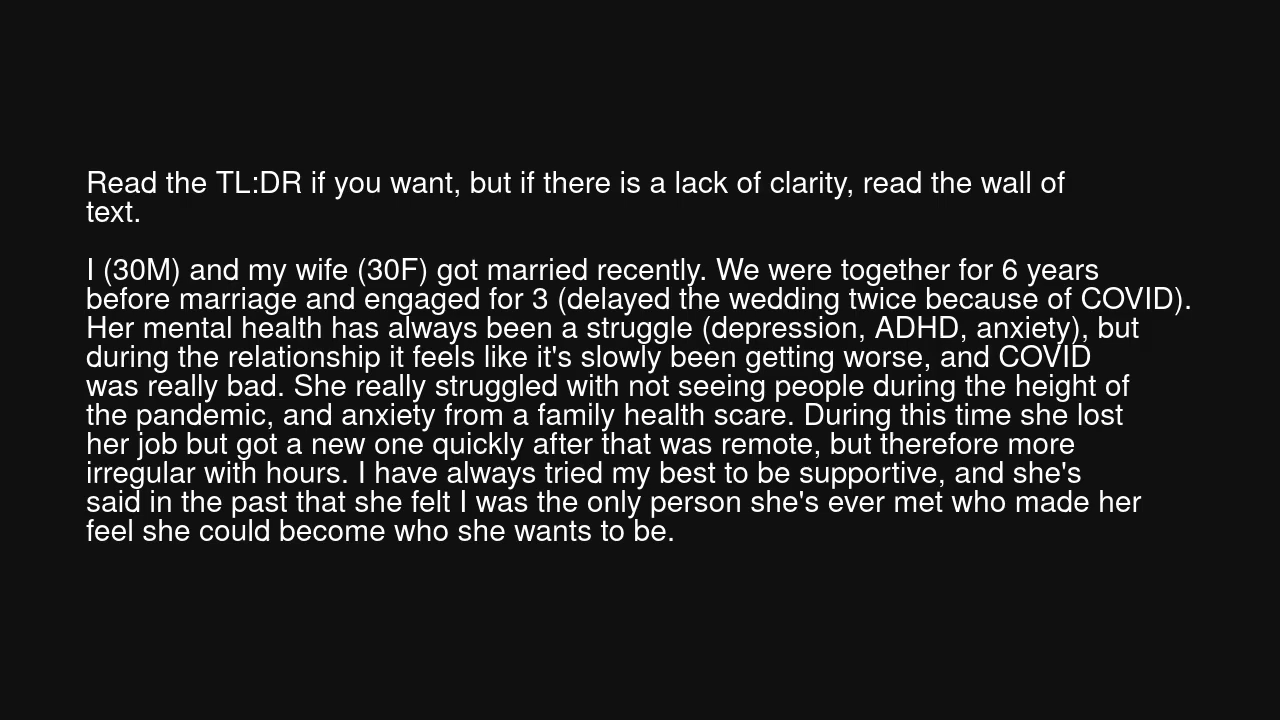 Read the TL:DR if you want, but if there is a lack of clarity, read the wall of
text.
I (30M) and my wife (30F) got married recently. We were together for 6 years
before marriage and engaged for 3 (delayed the wedding twice because of COVID).
Her mental health has always been a struggle (depression, ADHD, anxiety), but
during the relationship it feels like it's slowly been getting worse, and COVID
was really bad. She really struggled with not seeing people during the height of
the pandemic, and anxiety from a family health scare. During this time she lost
her job but got a new one quickly after that was remote, but therefore more
irregular with hours. I have always tried my best to be supportive, and she's
said in the past that she felt I was the only person she's ever met who made her
feel she could become who she wants to be.